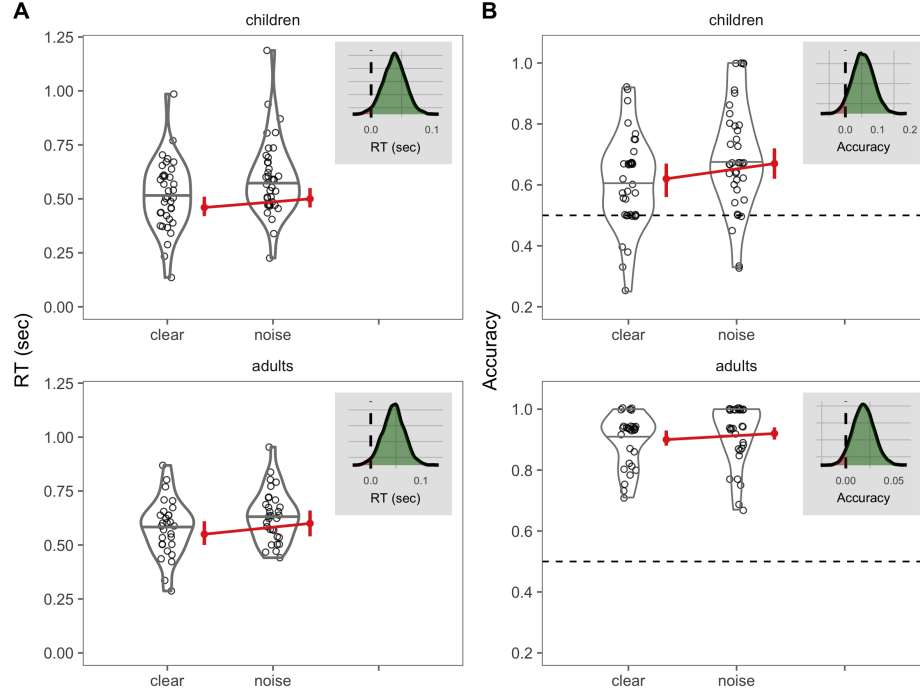 A
children
1.25
1.00
0.75
0.50
0.25
0.00
0.0 0.1
RT (sec)
clear noise
adults
1.25
1.00
0.75
0.50
0.25
0.00
0.0 0.1
RT (sec)
clear noise
RT (sec)
B
children
1.0
0.8
0.6
0.4
0.2
0.0 0.1 0.2
Accuracy
clear noise
adults
1.0
0.8
0.6
0.4
0.2
0.00 0.05
Accuracy
clear noise
Accuracy